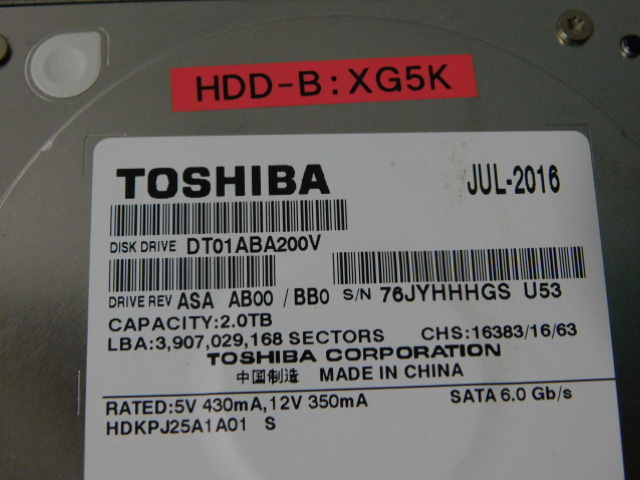 HDD-B:XG5K
TOSHIBA JUL-2016
DISK DRIVE DT01ABA200V
DRIVE REV ASA AB00 / BB0 S/N 76JYHHHGS U53
CAPACITY:2.0TB
LBA:3,907,029,168 SECTORS CHS:16383/16/63
TOSHIBA CORPORATION
中国制造 MADE IN CHINA
RATED:5V 430mA,12V 350mA SATA 6.0 Gb/s
HDKPJ25A1A01 S